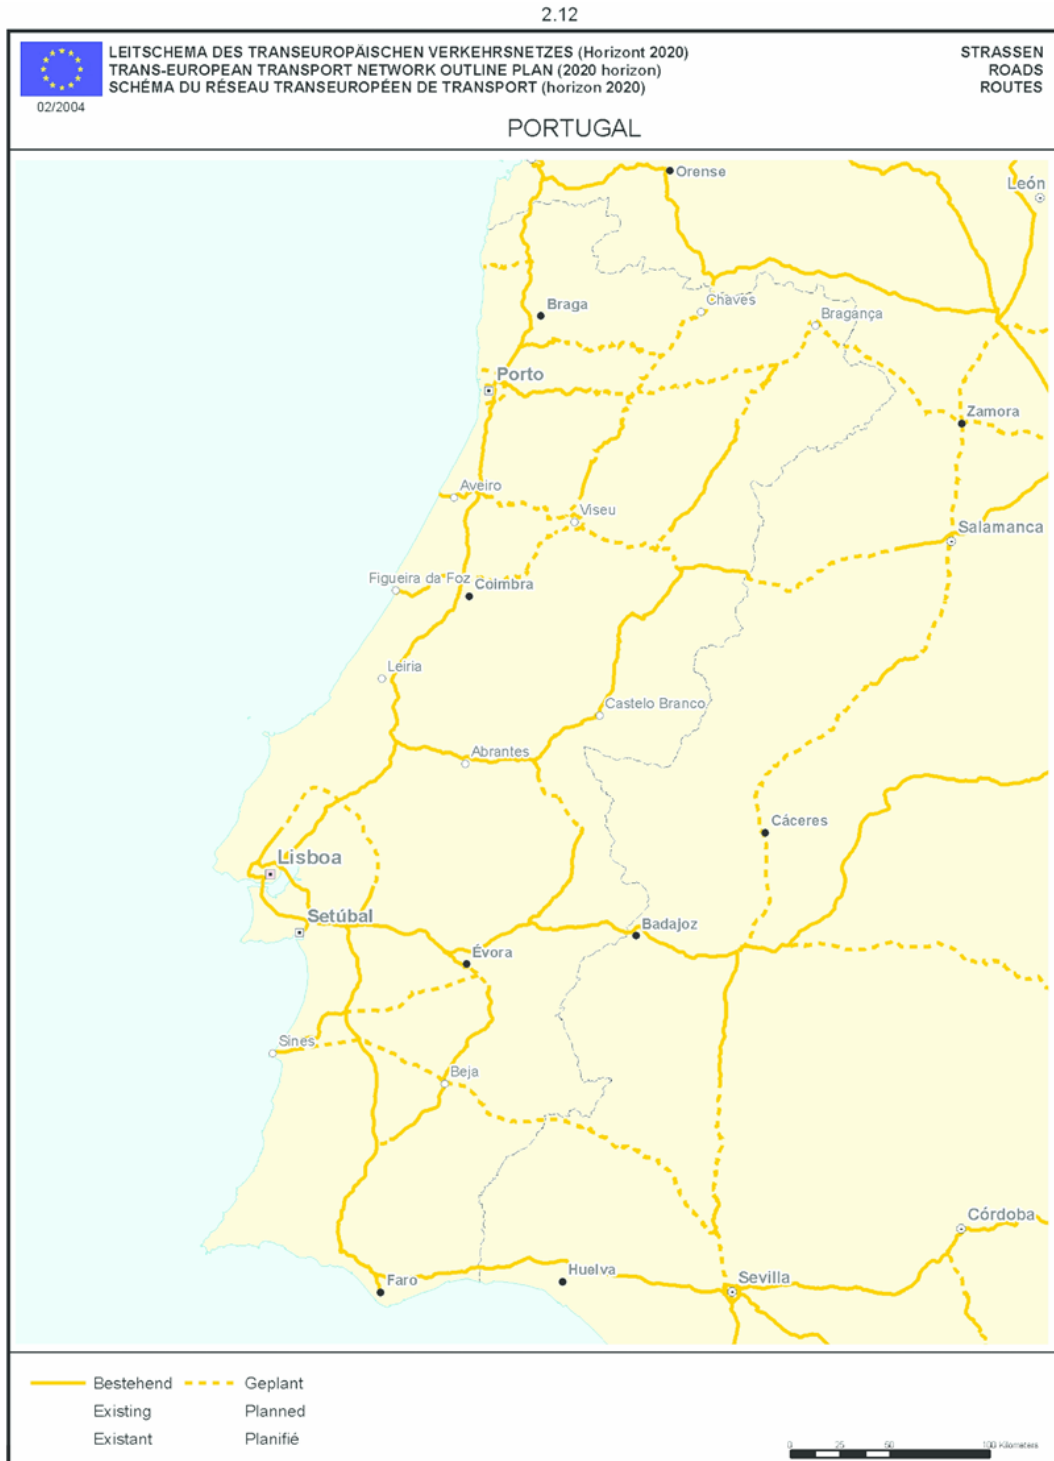 2.12
LEITSCHEMA DES TRANSEUROPÄISCHEN VERKEHRSNETZES (Horizont 2020)
TRANS-EUROPEAN TRANSPORT NETWORK OUTLINE PLAN (2020 horizon)
SCHÉMA DU RÉSEAU TRANSEUROPÉEN DE TRANSPORT (horizon 2020)
STRASSEN
ROADS
ROUTES
02/2004
PORTUGAL
Orense
León
Chaves
Braga
Bragança
Porto
Zamora
Aveiro
Viseu
Salamanca
Figueira da Foz
Coimbra
Leiria
Castelo Branco
Abrantes
Cáceres
Lisboa
Setúbal
Badajoz
Évora
Sines
Beja
Córdoba
Faro
Huelva
Sevilla
Bestehend Geplant
Existing Planned
Existant Planifié
0 25 50 100 Kilometers